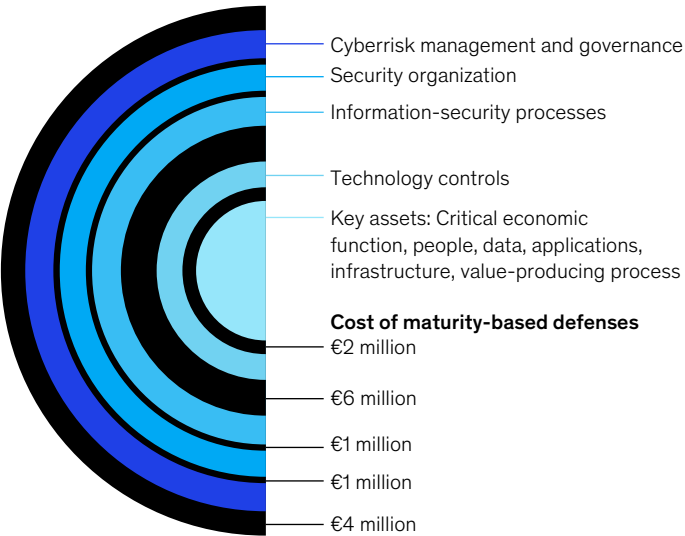 Cyberrisk management and governance
Security organization
Information-security processes
Technology controls
Key assets: Critical economic
function, people, data, applications,
infrastructure, value-producing process
Cost of maturity-based defenses
€2 million
€6 million
€1 million
€1 million
€4 million